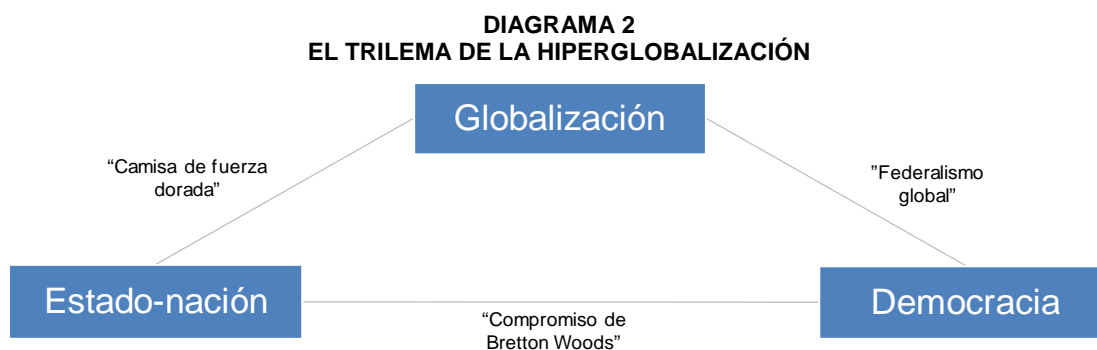 DIAGRAMA 2
EL TRILEMA DE LA HIPERGLOBALIZACIÓN
Globalización
“Camisa de fuerza
dorada”
”Federalismo
global”
Estado-nación
Democracia
“Compromiso de
Bretton Woods”